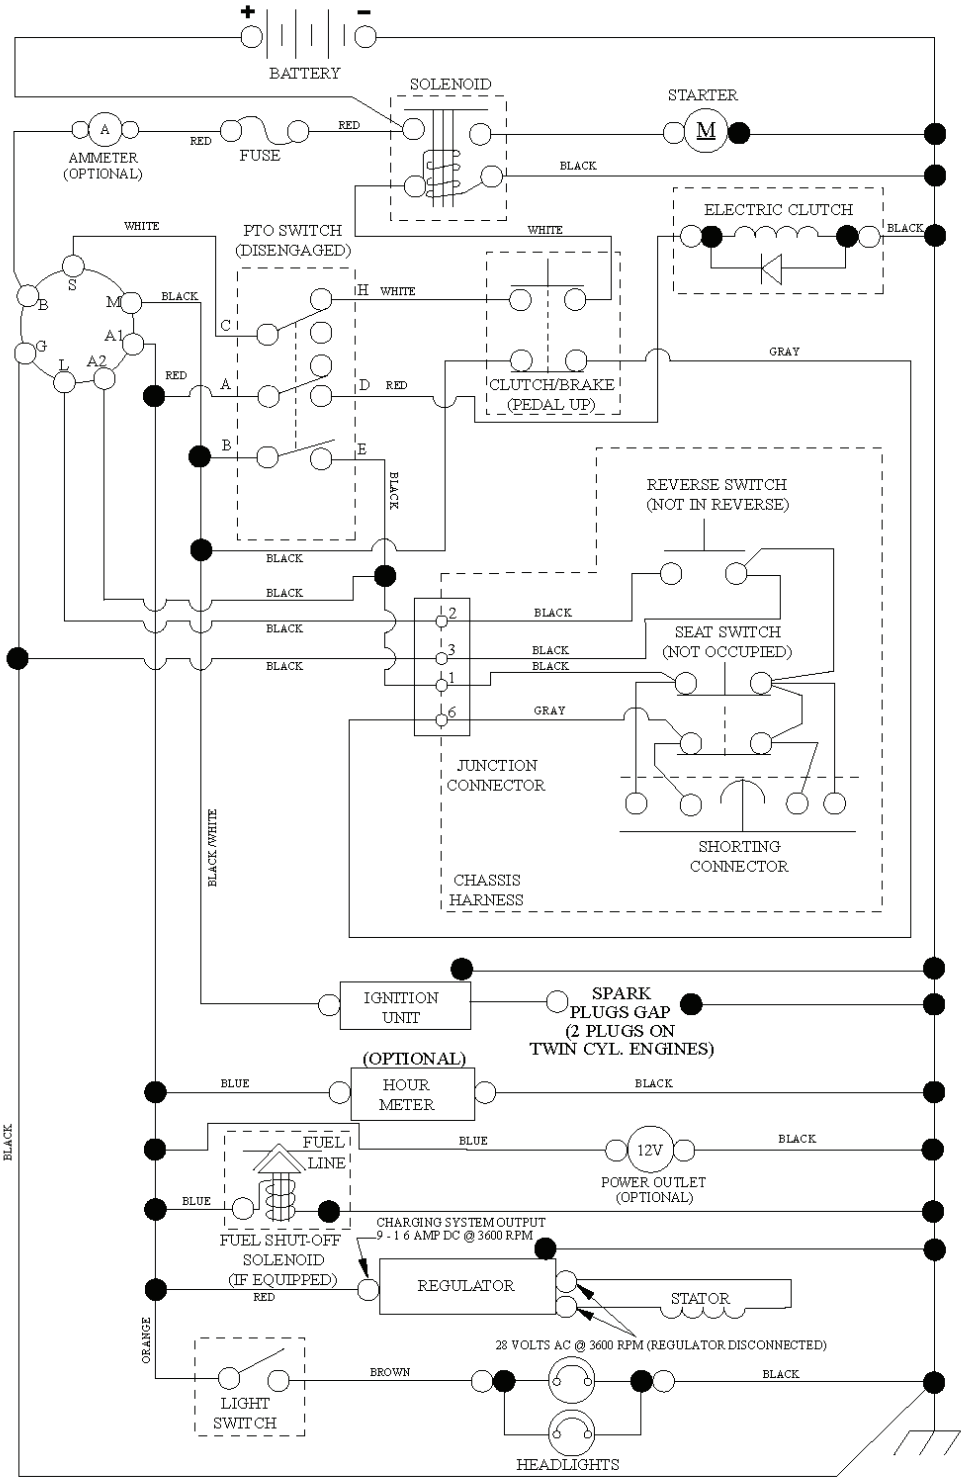 + -
BATTERY
SOLENOID
STARTER
A
RED
RED
M
AMMETER
(OPTIONAL)
FUSE
BLACK
WHITE
PTO SWITCH
(DISENGAGED)
WHITE
ELECTRIC CLUTCH
BLACK
S
B
M
BLACK
H
WHITE
C
G
A1
L
A2
RED
A
D
RED
GRAY
CLUTCH/BRAKE
(PEDAL UP)
B
E
BLACK
REVERSE SWITCH
(NOT IN REVERSE)
BLACK
BLACK
BLACK
BLACK
2
BLACK
SEAT SWITCH
(NOT OCCUPIED)
3
BLACK
1
BLACK
6
GRAY
JUNCTION
CONNECTOR
BLACK/WHITE
SHORTING
CONNECTOR
CHASSIS
HARNESS
IGNITION
UNIT
SPARK
PLUGS GAP
(2 PLUGS ON
TWIN CYL. ENGINES)
(OPTIONAL)
HOUR
METER
BLUE
BLACK
BLACK
FUEL
LINE
BLUE
12V
BLACK
POWER OUTLET
(OPTIONAL)
BLUE
FUEL SHUT-OFF
SOLENOID
(IF EQUIPPED)
CHARGING SYSTEM OUTPUT
9 - 1 6 AMP DC @ 3600 RPM
RED
REGULATOR
STATOR
ORANGE
28 VOLTS AC @ 3600 RPM (REGULATOR DISCONNECTED)
BROWN
BLACK
LIGHT
SWITCH
HEADLIGHTS